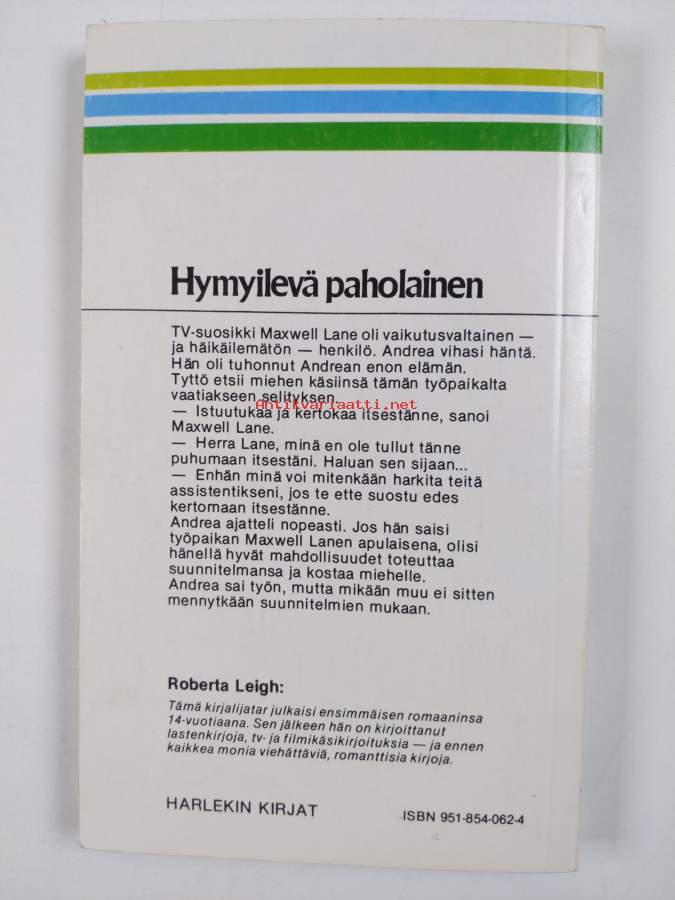 Hymyilevä paholainen
TV-suosikki Maxwell Lane oli vaikutusvaltainen —
ja häikäilemätön — henkilö. Andrea vihasi häntä.
Hän oli tuhonnut Andrean enon elämän.
Tyttö etsii miehen käsiinsä tämän työpaikalta
vaatiakseen selityksen.
Antikvariaatti.net
— Istuutukaa ja kertokaa itsestänne, sanoi
Maxwell Lane.
— Herra Lane, minä en ole tullut tänne
puhumaan itsestäni. Haluan sen sijaan...
— Enhän minä voi mitenkään harkita teitä
assistentikseni, jos te ette suostu edes
kertomaan itsestänne.
Andrea ajatteli nopeasti. Jos hän saisi
työpaikan Maxwell Lanen apulaisena, olisi
hänellä hyvät mahdollisuudet toteuttaa
suunnitelmansa ja kostaa miehelle.
Andrea sai työn, mutta mikään muu ei sitten
mennytkään suunnitelmien mukaan.
Roberta Leigh:
Tämä kirjalijatar julkaisi ensimmäisen romaaninsa
14-vuotiaana. Sen jälkeen hän on kirjoittanut
lastenkirjoja, tv- ja filmikäsikirjoituksia — ja ennen
kaikkea monia viehättäviä, romanttisia kirjoja.
HARLEKIN KIRJAT
ISBN 951-854-062-4